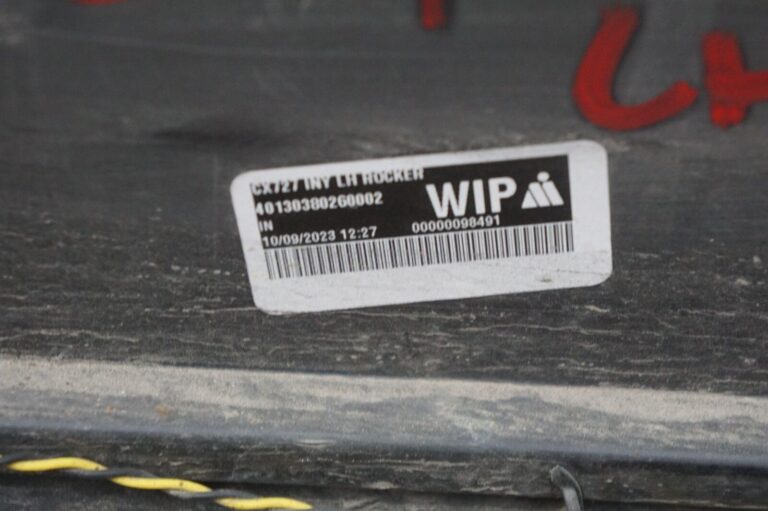 CX727 INY LH ROCKER
40130380260002
WIP
IN
10/09/2023 12:27
00000098491